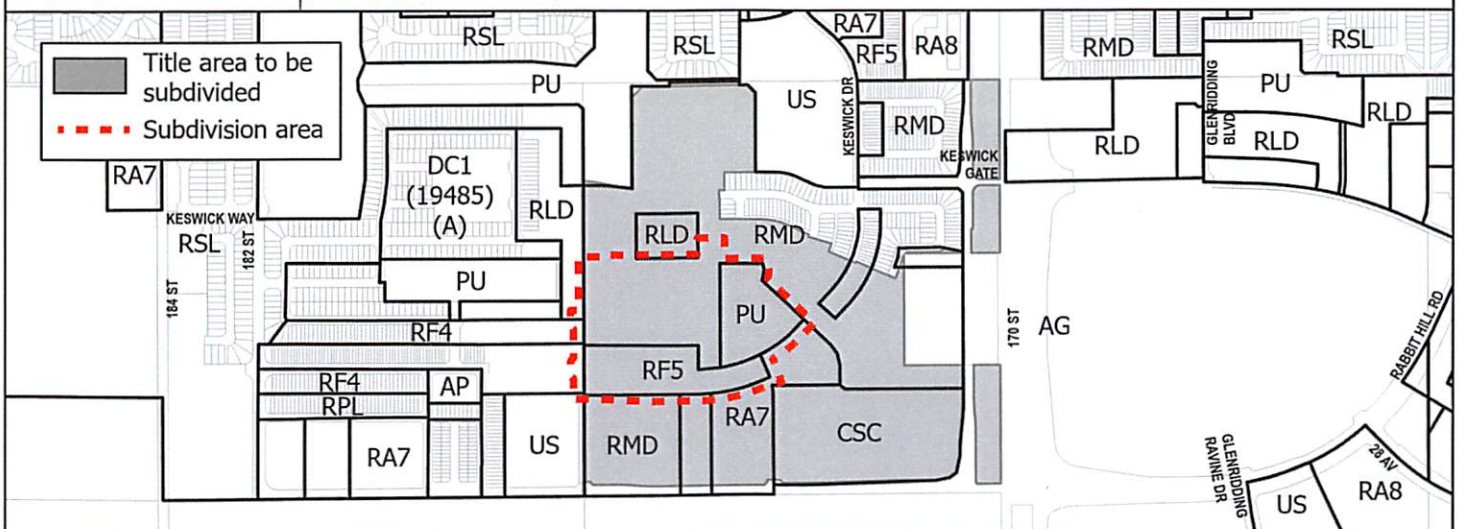 Title area to be
subdivided
Subdivision area
RSL
RSL
RA7
RF5
RA8
RMD
RSL
PU
PU
US
KESWICK DR
RMD
GLENRIDDING
BLVD
RLD
RLD
RLD
KESWICK
GATE
RA7
DC1
(19485)
(A)
RLD
KESWICK WAY
RSL
182 ST
184 ST
RLD
RMD
PU
PU
170 ST
AG
RABBIT HILL RD
RF4
RF5
RF4
AP
RPL
RA7
US
RMD
RA7
CSC
GLENRIDDING
RAVINE DR
28 AV
US
RA8